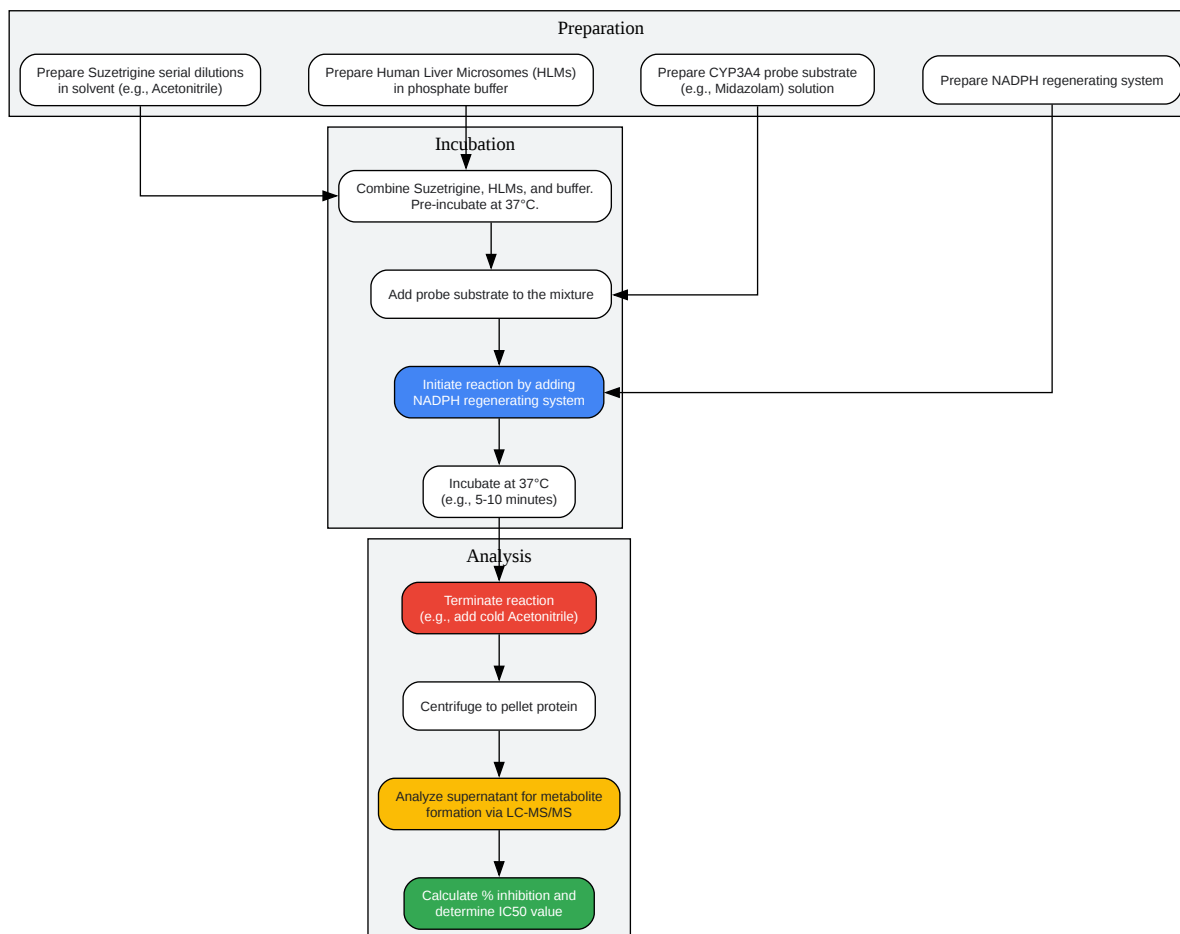 Preparation
Prepare Suzetrigine serial dilutions
in solvent (e.g., Acetonitrile)
Prepare Human Liver Microsomes (HLMs)
in phosphate buffer
Prepare CYP3A4 probe substrate
(e.g., Midazolam) solution
Prepare NADPH regenerating system
Incubation
Combine Suzetrigine, HLMs, and buffer.
Pre-incubate at 37°C.
Add probe substrate to the mixture
Initiate reaction by adding
NADPH regenerating system
Incubate at 37°C
(e.g., 5-10 minutes)
Analysis
Terminate reaction
(e.g., add cold Acetonitrile)
Centrifuge to pellet protein
Analyze supernatant for metabolite
formation via LC-MS/MS
Calculate % inhibition and
determine IC50 value